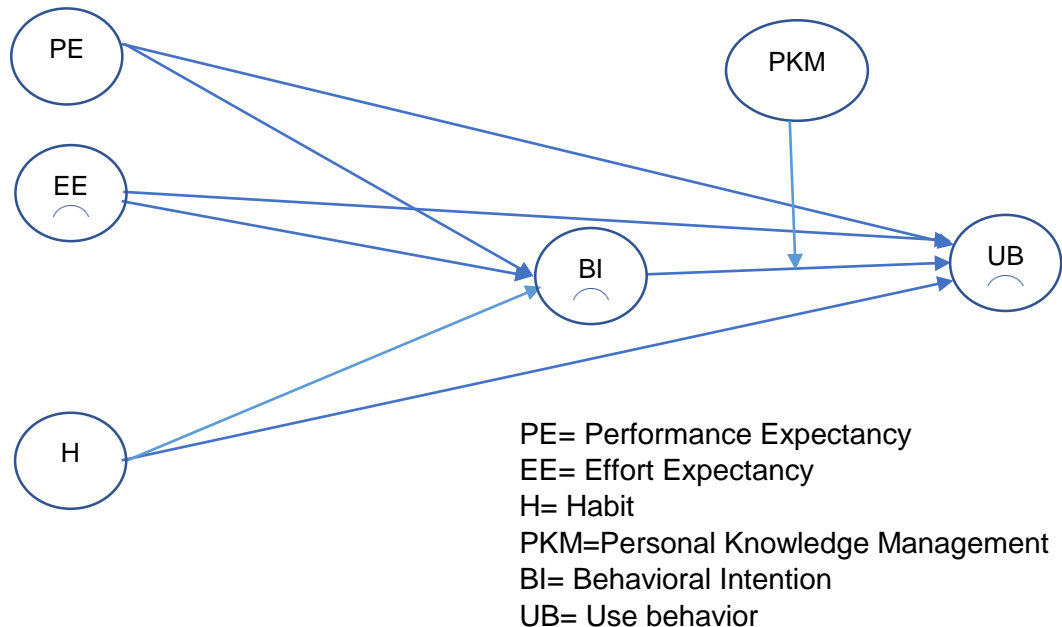 PE
PKM
EE
BI
UB
H
PE= Performance Expectancy
EE= Effort Expectancy
H= Habit
PKM=Personal Knowledge Management
BI= Behavioral Intention
UB= Use behavior